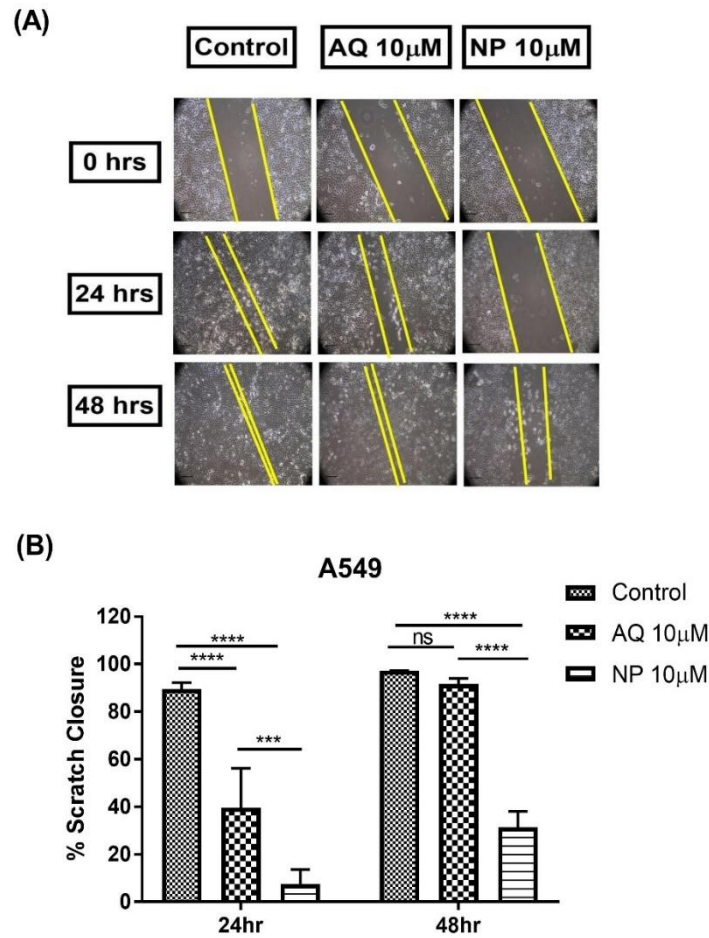 (A)
Control
AQ 10μM
NP 10μM
0 hrs
24 hrs
48 hrs
(B)
A549
% Scratch Closure
120
100
80
60
40
20
0
****
****
***
****
ns
****
24hr
48hr
Control
AQ 10μM
NP 10μM